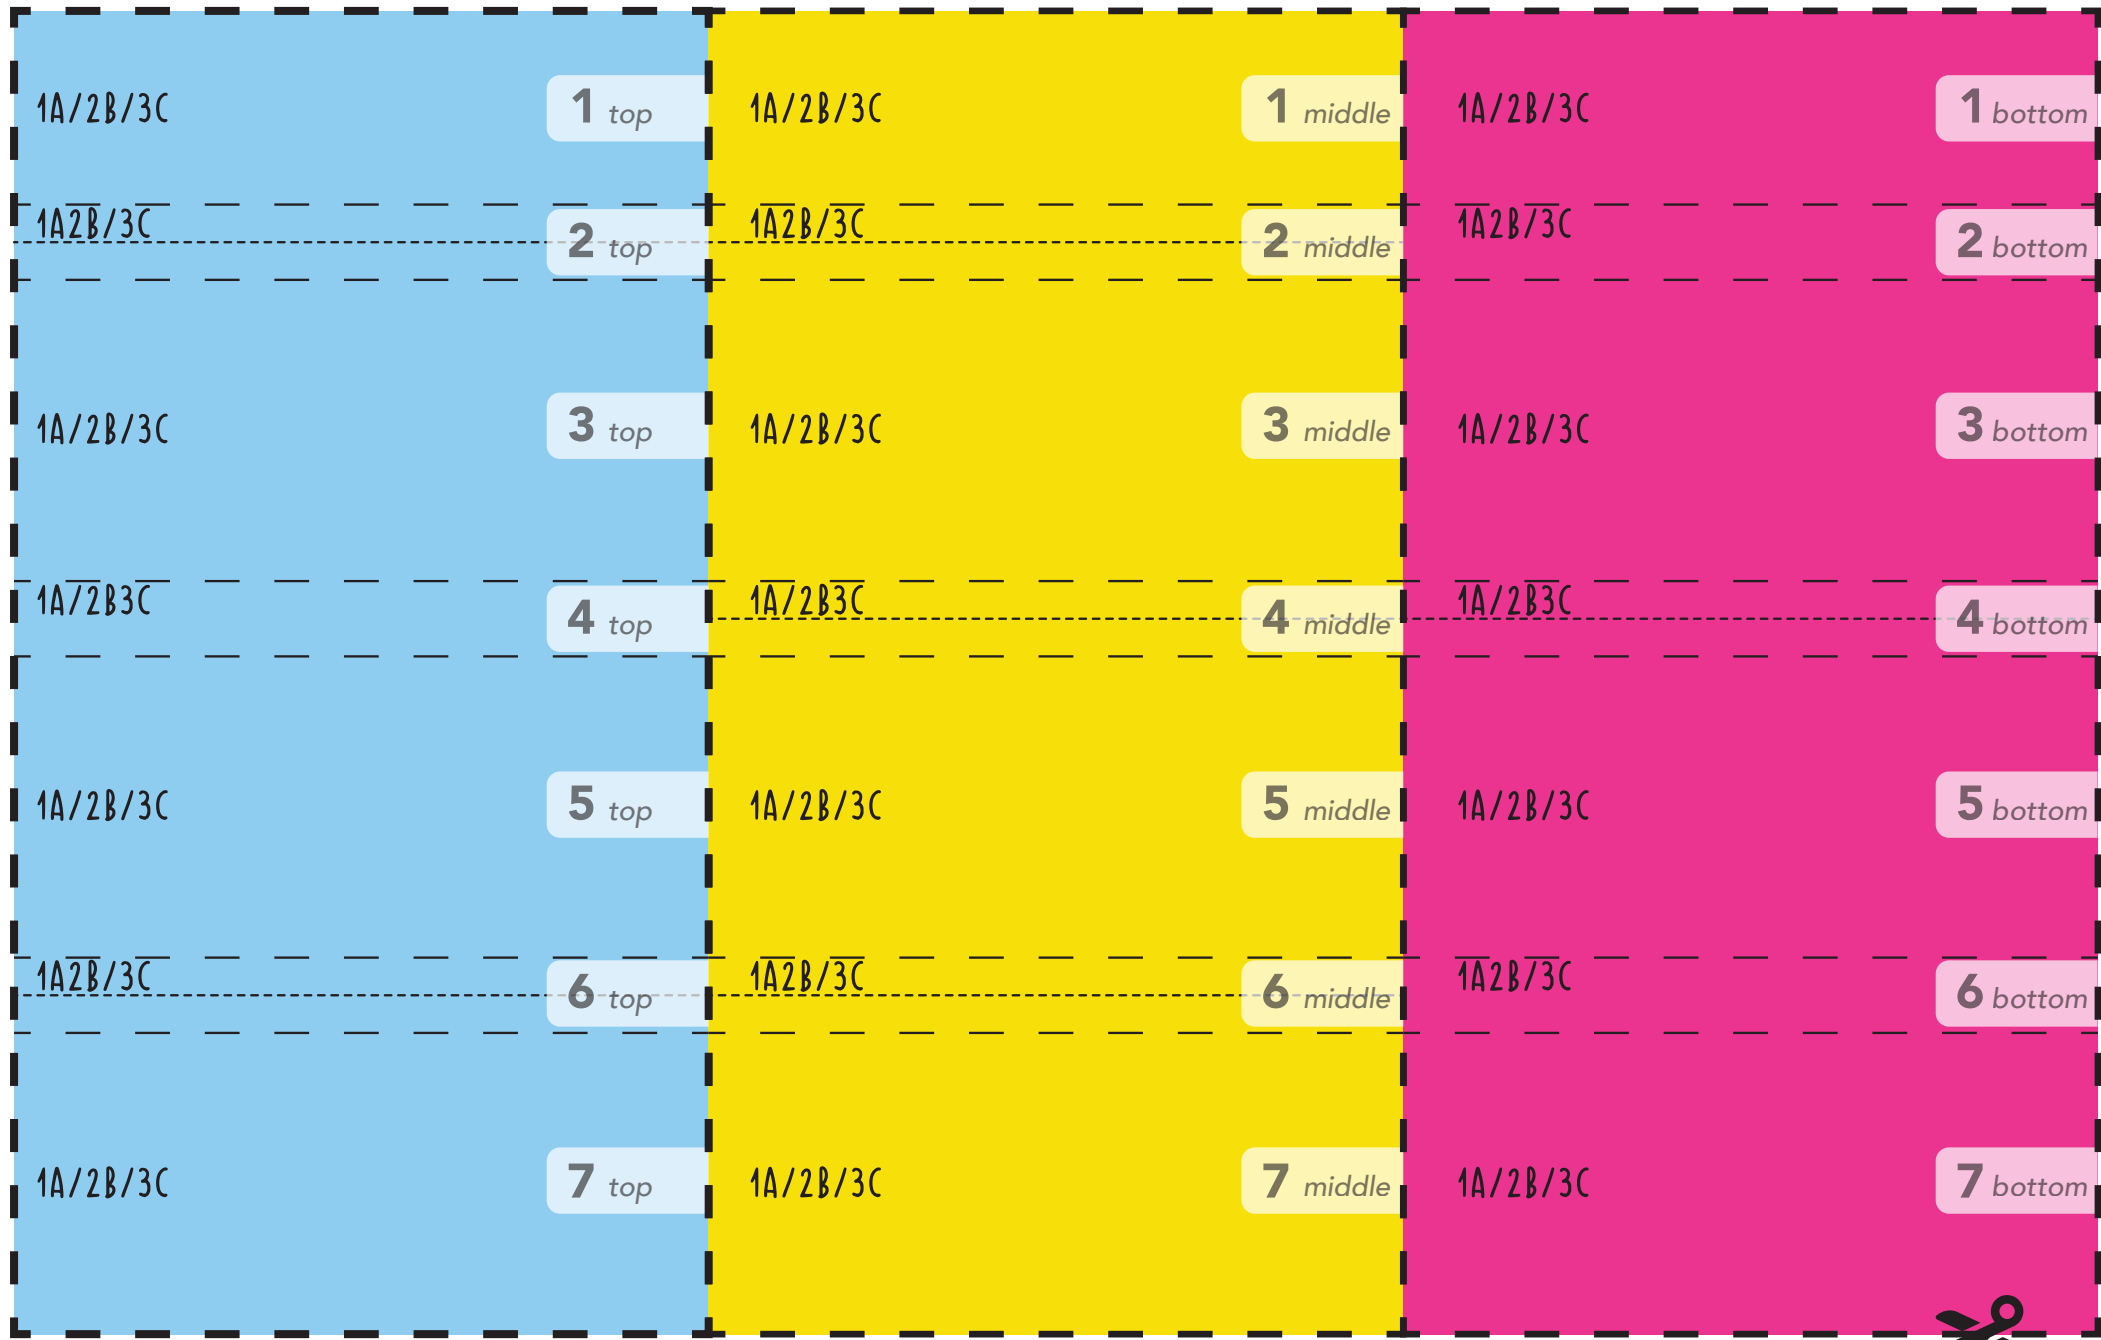 1A/2B/3C 1 top 1A/2B/3C 1 middle 1A/2B/3C 1 bottom
1A2B/3C 2 top 1A2B/3C 2 middle 1A2B/3C 2 bottom
1A/2B/3C 3 top 1A/2B/3C 3 middle 1A/2B/3C 3 bottom
1A/2B3C 4 top 1A/2B3C 4 middle 1A/2B3C 4 bottom
1A/2B/3C 5 top 1A/2B/3C 5 middle 1A/2B/3C 5 bottom
1A2B/3C 6 top 1A2B/3C 6 middle 1A2B/3C 6 bottom
1A/2B/3C 7 top 1A/2B/3C 7 middle 1A/2B/3C 7 bottom